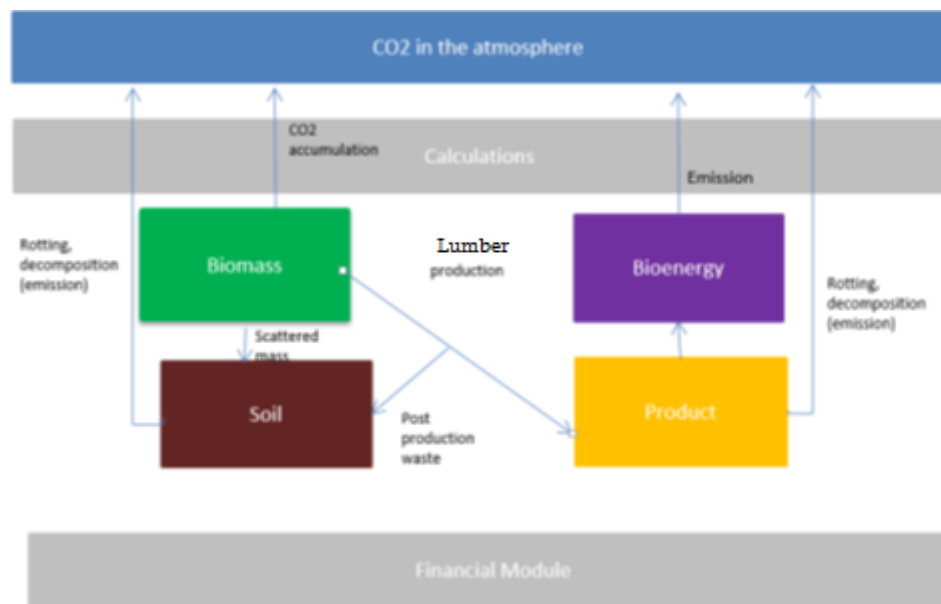 CO2 in the atmosphere
CO2
accumulation
Calculations
Emission
Rotting,
decomposition
(emission)
Biomass
Lumber
production
Bioenergy
Rotting,
decomposition
(emission)
Scattered
mass
Soil
Post
production
waste
Product
Financial Module